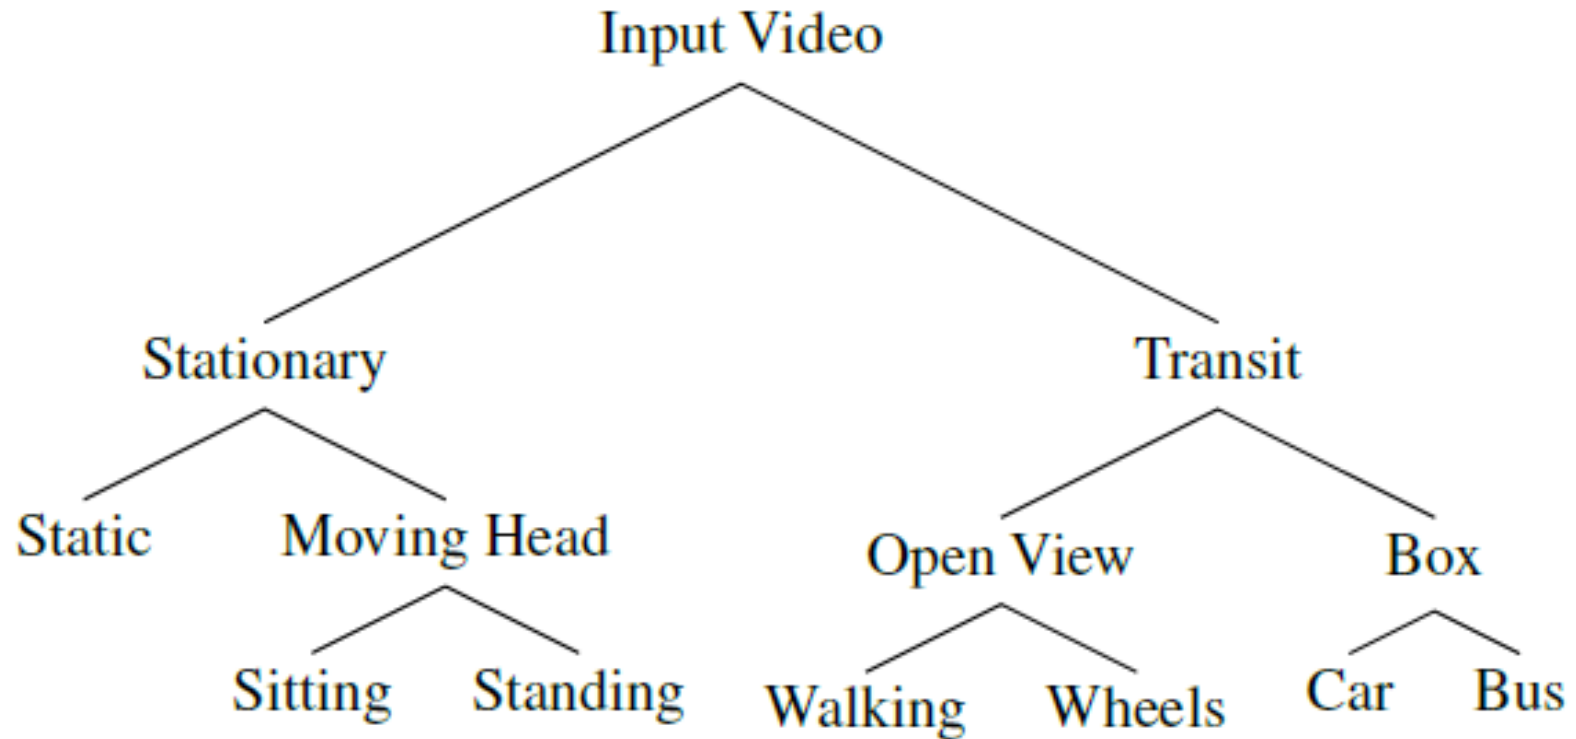 Input Video
Stationary
Transit
Static
Moving Head
Open View
Box
Sitting
Standing
Walking
Wheels
Car
Bus